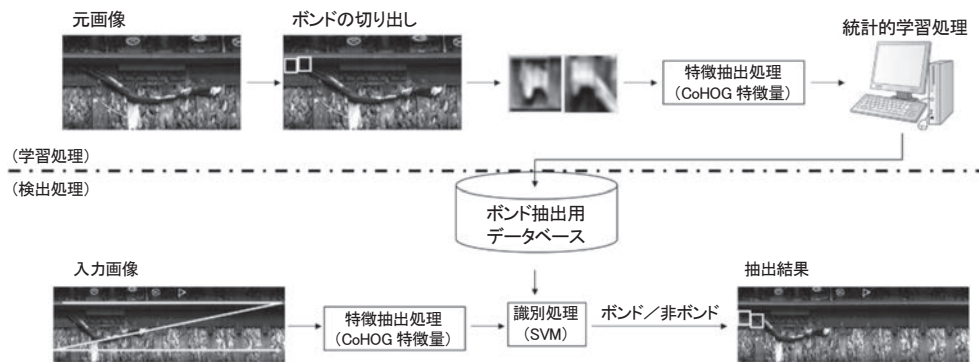 元画像
ボンドの切り出し
統計的学習処理
特徴抽出処理
(CoHOG 特徴量)
(学習処理)
(検出処理)
ボンド抽出用
データベース
入力画像
抽出結果
特徴抽出処理
(CoHOG 特徴量)
識別処理
(SVM)
ボンド／非ボンド